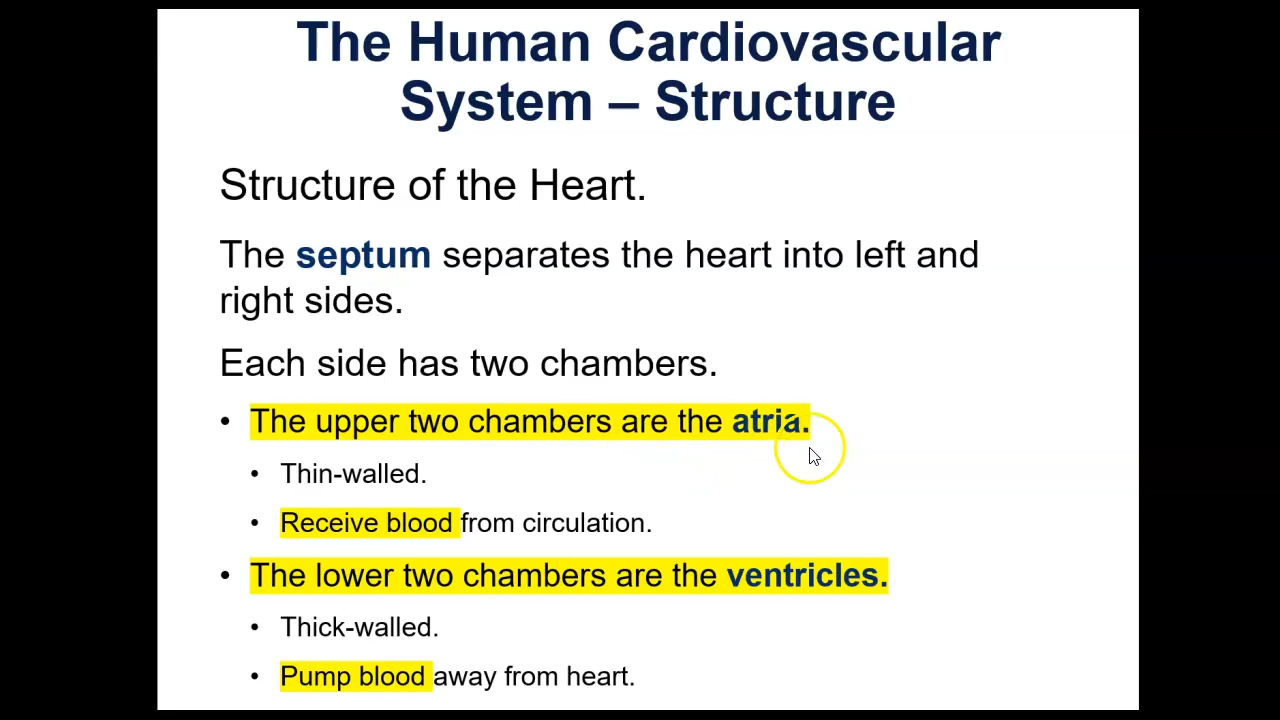 The Human Cardiovascular
System – Structure
Structure of the Heart.
The septum separates the heart into left and
right sides.
Each side has two chambers.
• The upper two chambers are the atria.
• Thin-walled.
• Receive blood from circulation.
• The lower two chambers are the ventricles.
• Thick-walled.
• Pump blood away from heart.